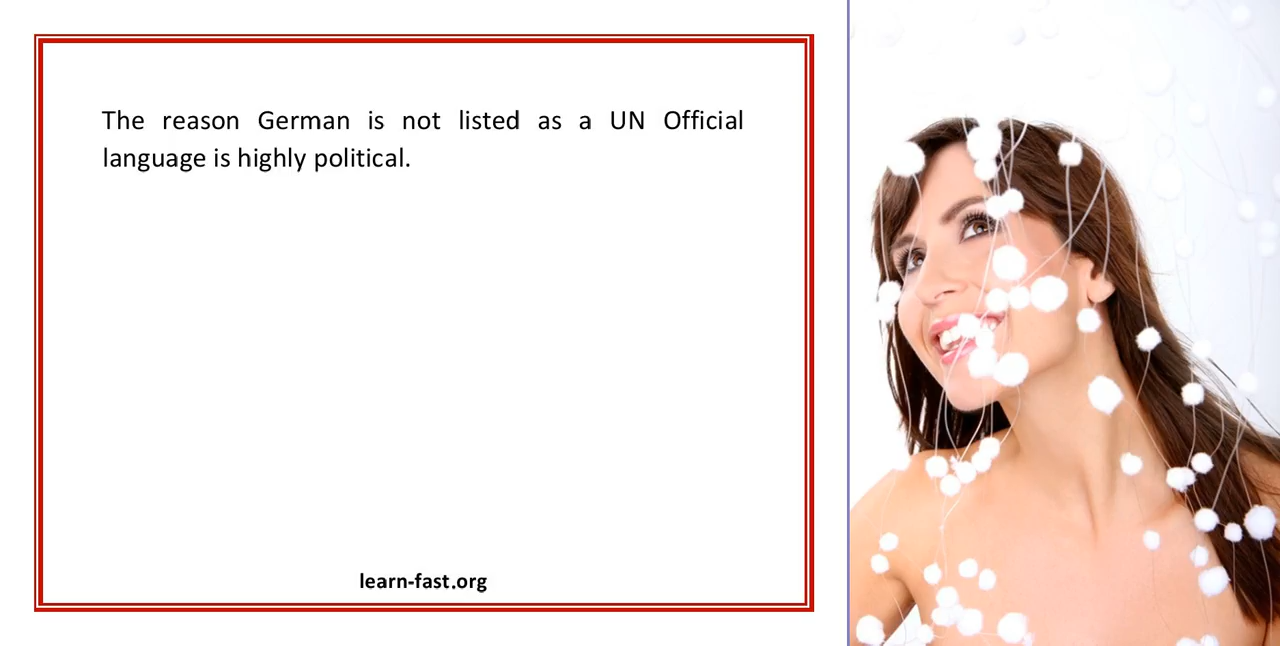 The reason German is not listed as a UN Official
language is highly political.
learn-fast.org